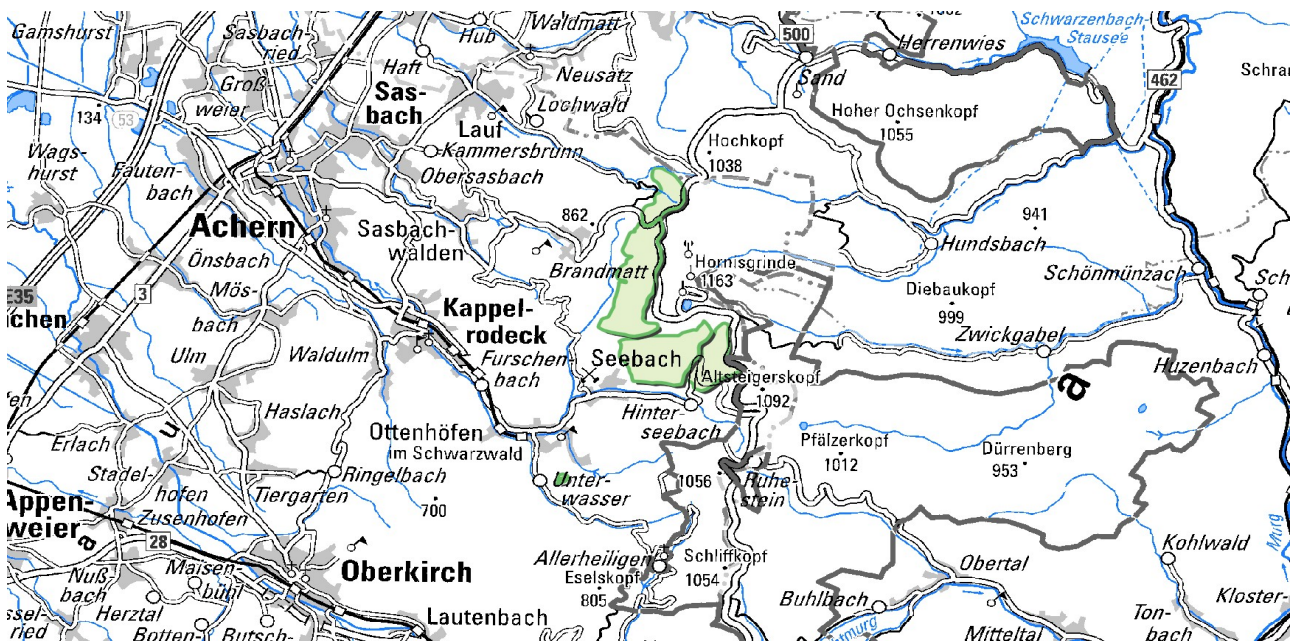 Gamshurst
Sasbach-
ried
Hub
Waldmatt
Haft
Neusatz
500
Herrenwies
Schwarzenbach-
Stausee
462
Sand
Groß
weier
134
53
Sas-
bach
Lochwald
Lauf
Hoher Ochsenkopf
1055
Wags-
hurst
Fauten-
bach
Kammersbrunn
Obersasbach
Hochkopf
1038
862
941
Achern
Sasbach-
walden
Hundsbach
Önsbach
Brandmatt
Hornisgrinde
1163
Schönmünzach
E35
3
Mös-
bach
Diebaukopf
999
chen
Kappel-
rodeck
Zwickgabel
Ulm
Waldulm
Furschen-
bach
Seebach
Altsteigerskopf
1092
Huzenbach
a
Haslach
Hinter-
seebach
Erlach
u
Ottenhöfen
im Schwarzwald
Pfälzerkopf
1012
Dürrenberg
953
Stadel-
hofen
Tiergarten
Ringelbach
700
Unter-
wasser
1056
Ruhe-
stein
Appen-
weier
a
Zusenhofen
28
Kohlwald
Murg
Allerheiligen
Schliffkopf
1054
Obertal
Nuß-
bach
Maisen-
bühl
Oberkirch
Eselskopf
805
Kloster-
Herztal
Lautenbach
Buhlbach
Ton-
bach
ried
Botten-
Butsch-
Mitteltal